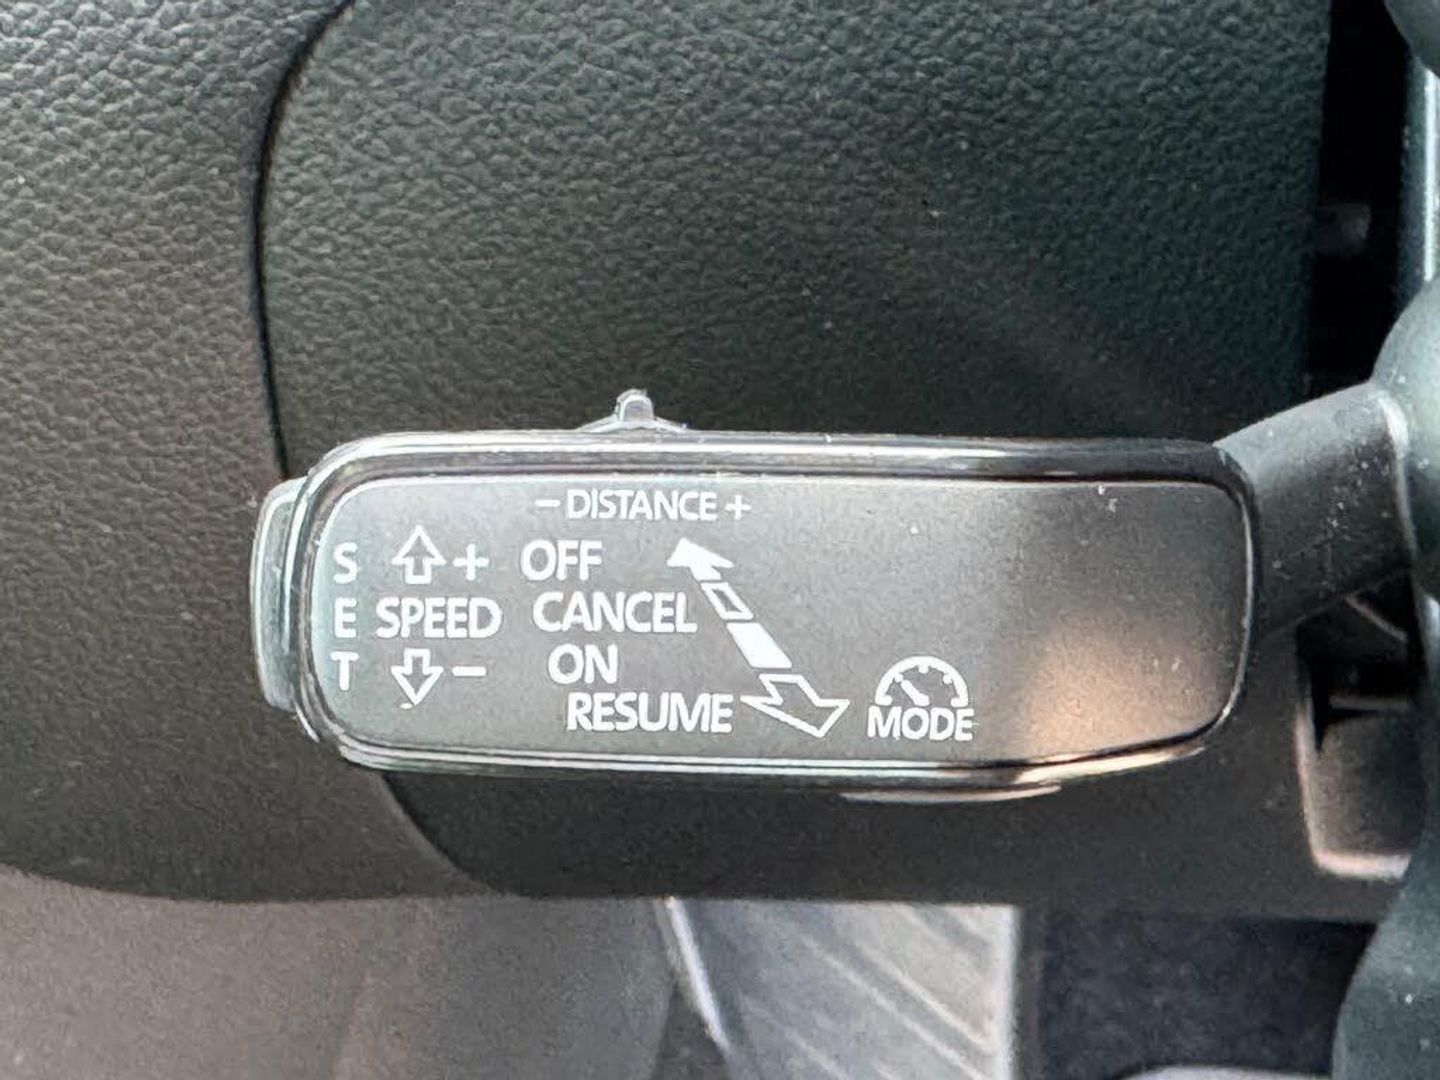 - DISTANCE +
S + OFF
E SPEED CANCEL
T - ON
RESUME MODE